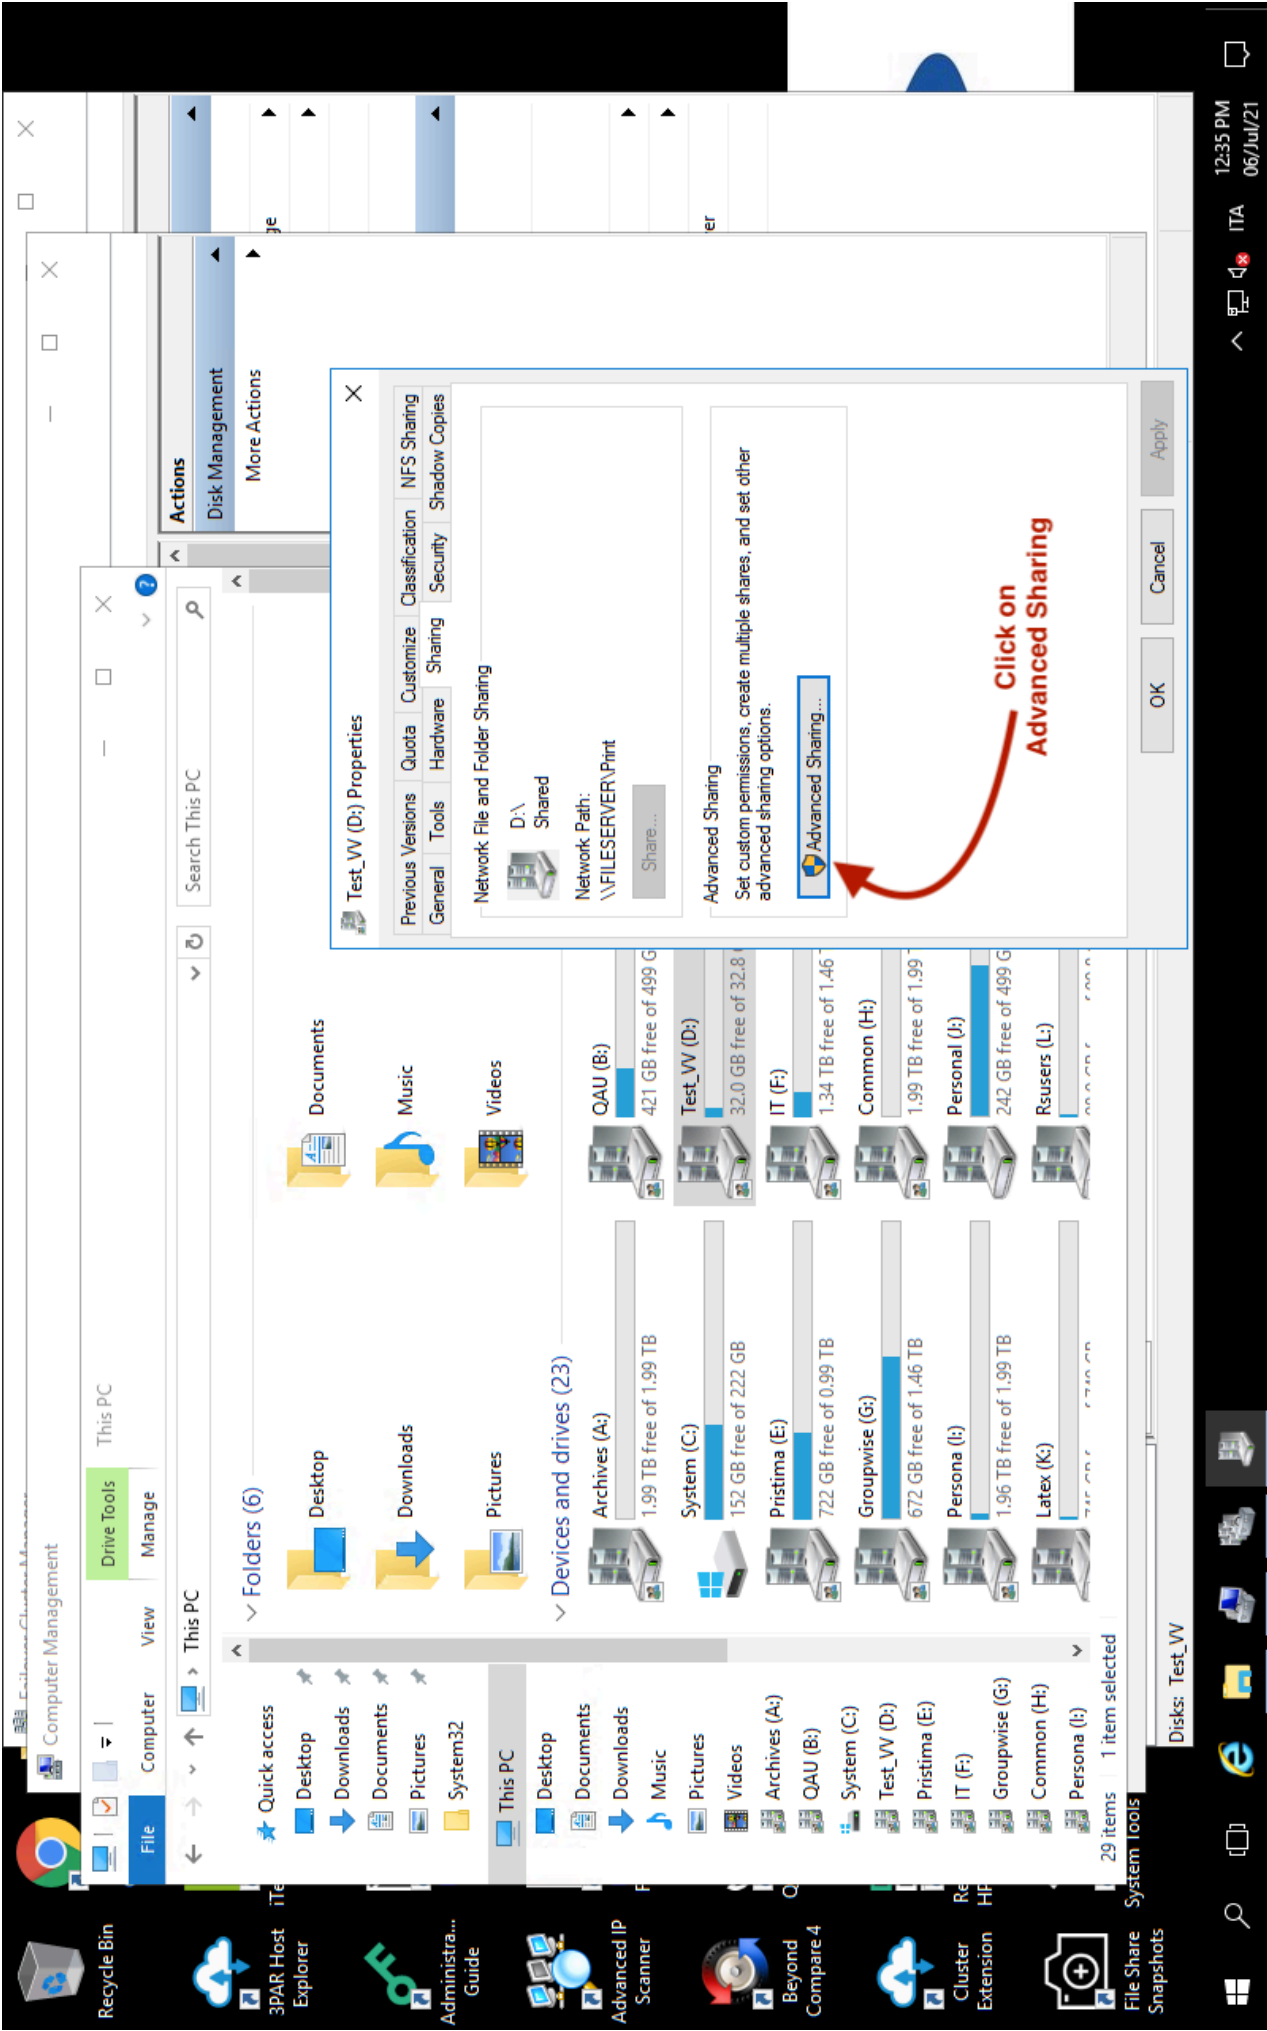 Recycle Bin
3PAR Host
Explorer
Administra...
Guide
Advanced IP
Scanner
Beyond
Compare 4
Cluster
Extension
File Share
Snapshots
System Tools
Failover Cluster Manager
Computer Management
Actions
Disk Management
More Actions
Drive Tools
This PC
File
Computer
View
Manage
This PC
Search This PC
Quick access
Desktop
Downloads
Documents
Pictures
System32
This PC
Desktop
Documents
Downloads
Music
Pictures
Videos
Archives (A:)
QAU (B:)
System (C:)
Test_VV (D:)
Pristima (E:)
IT (F:)
Groupwise (G:)
Common (H:)
Persona (I:)
29 items
1 item selected
Folders (6)
Desktop
Documents
Downloads
Music
Pictures
Videos
Devices and drives (23)
Archives (A:)
1.99 TB free of 1.99 TB
QAU (B:)
421 GB free of 499 G
System (C:)
152 GB free of 222 GB
Test_VV (D:)
32.0 GB free of 32.8
Pristima (E:)
722 GB free of 0.99 TB
IT (F:)
1.34 TB free of 1.46
Groupwise (G:)
672 GB free of 1.46 TB
Common (H:)
1.99 TB free of 1.99
Persona (I:)
1.96 TB free of 1.99 TB
Personal (J:)
242 GB free of 499 G
Latex (K:)
Rsusers (L:)
Test_VV (D:) Properties
Previous Versions
Quota
Customize
Classification
NFS Sharing
General
Tools
Hardware
Sharing
Security
Shadow Copies
Network File and Folder Sharing
D:\
Shared
Network Path:
\\FILESERVER\Print
Share...
Advanced Sharing
Set custom permissions, create multiple shares, and set other
advanced sharing options.
Advanced Sharing...
Click on
Advanced Sharing
OK
Cancel
Apply
Disks: Test_VV
ITA
12:35 PM
06/Jul/21